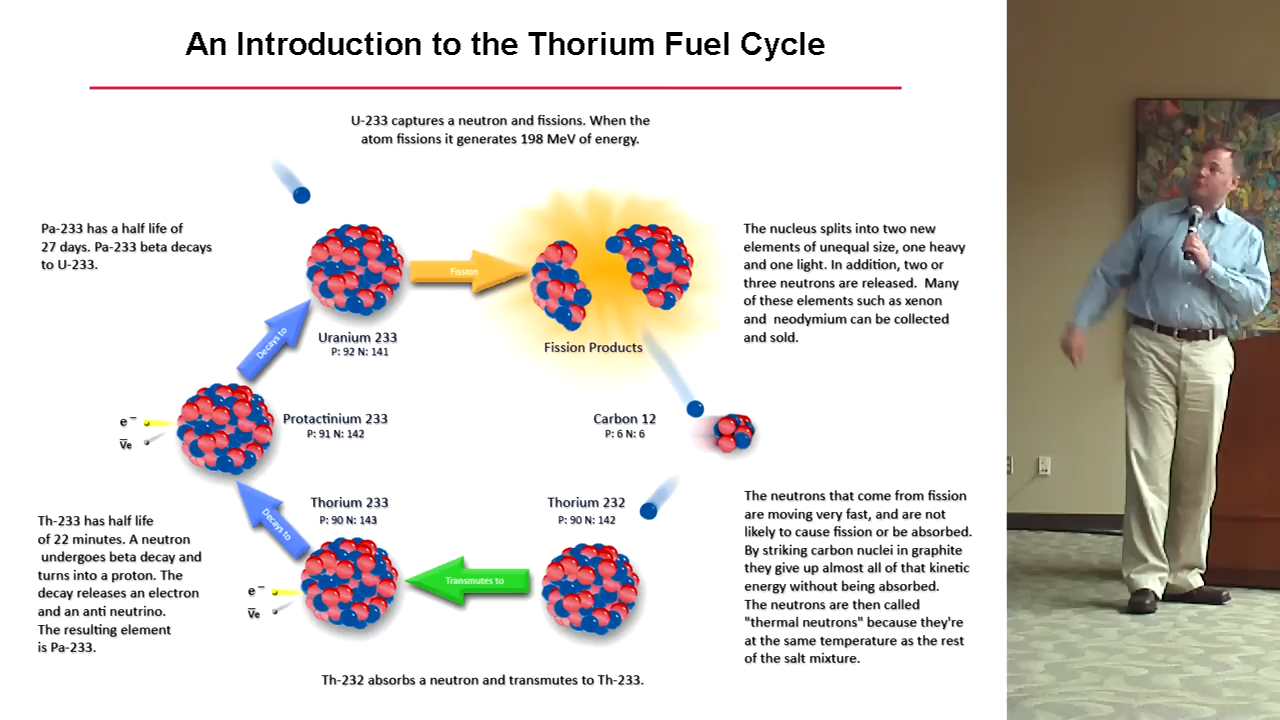 An Introduction to the Thorium Fuel Cycle
U-233 captures a neutron and fissions. When the
atom fissions it generates 198 MeV of energy.
Pa-233 has a half life of
27 days. Pa-233 beta decays
to U-233.
Fission
The nucleus splits into two new
elements of unequal size, one heavy
and one light. In addition, two or
three neutrons are released. Many
of these elements such as xenon
and neodymium can be collected
and sold.
Decays to
Uranium 233
P: 92 N: 141
Fission Products
e⁻
v̅e
Protactinium 233
P: 91 N: 142
Carbon 12
P: 6 N: 6
Th-233 has half life
of 22 minutes. A neutron
undergoes beta decay and
turns into a proton. The
decay releases an electron
and an anti neutrino.
The resulting element
is Pa-233.
Decays to
Thorium 233
P: 90 N: 143
e⁻
v̅e
Transmutes to
Thorium 232
P: 90 N: 142
The neutrons that come from fission
are moving very fast, and are not
likely to cause fission or be absorbed.
By striking carbon nuclei in graphite
they give up almost all of that kinetic
energy without being absorbed.
The neutrons are then called
"thermal neutrons" because they're
at the same temperature as the rest
of the salt mixture.
Th-232 absorbs a neutron and transmutes to Th-233.